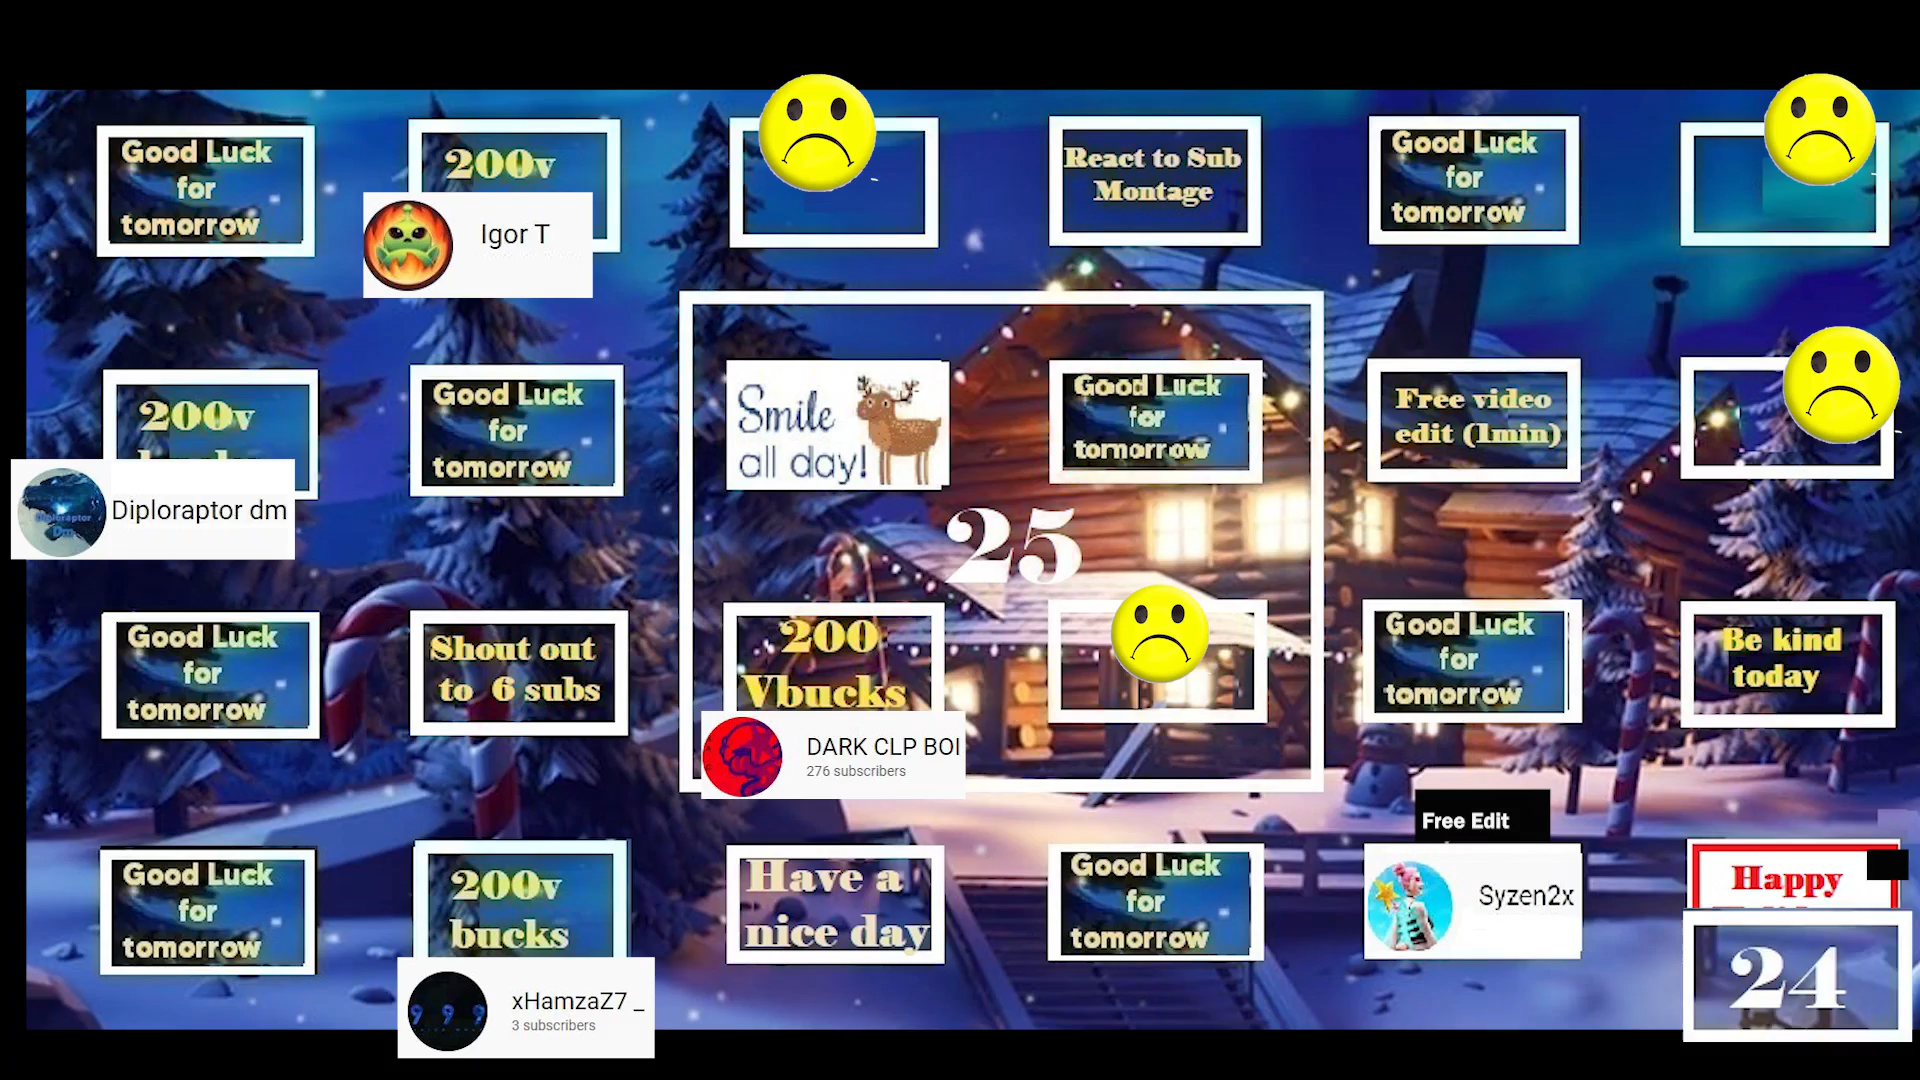 Good Luck
for
tomorrow
200v
Igor T
React to Sub
Montage
Good Luck
for
tomorrow
200v
Diploraptor dm
Good Luck
for
tomorrow
Smile
all day!
Good Luck
for
tomorrow
Free video
edit (1min)
25
Good Luck
for
tomorrow
Shout out
to 6 subs
200
Vbucks
DARK CLP BOI
276 subscribers
Good Luck
for
tomorrow
Be kind
today
Good Luck
for
tomorrow
200v
bucks
xHamzaZ7 _
3 subscribers
Have a
nice day
Good Luck
for
tomorrow
Free Edit
Syzen2x
Happy
24